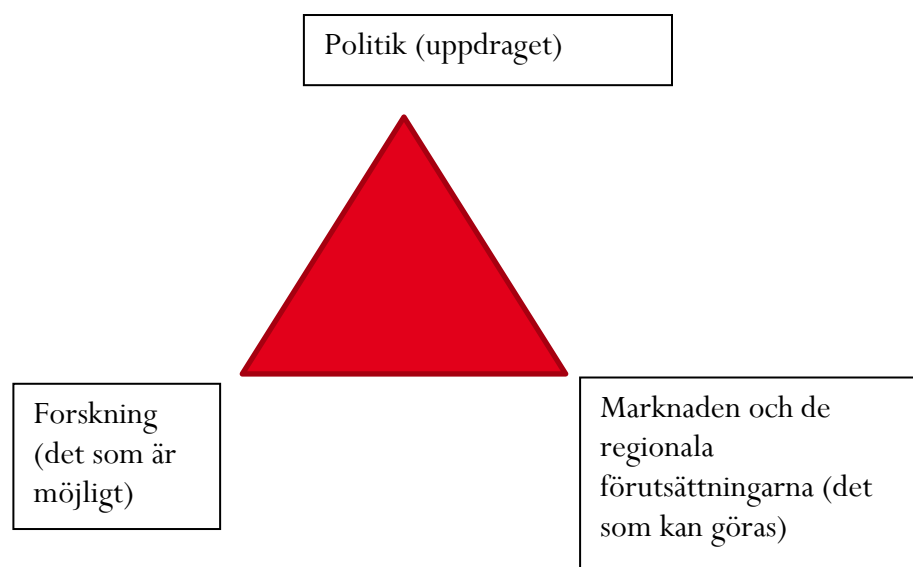 Politik (uppdraget)
Forskning
(det som är
möjligt)
Marknaden och de
regionala
förutsättningarna (det
som kan göras)